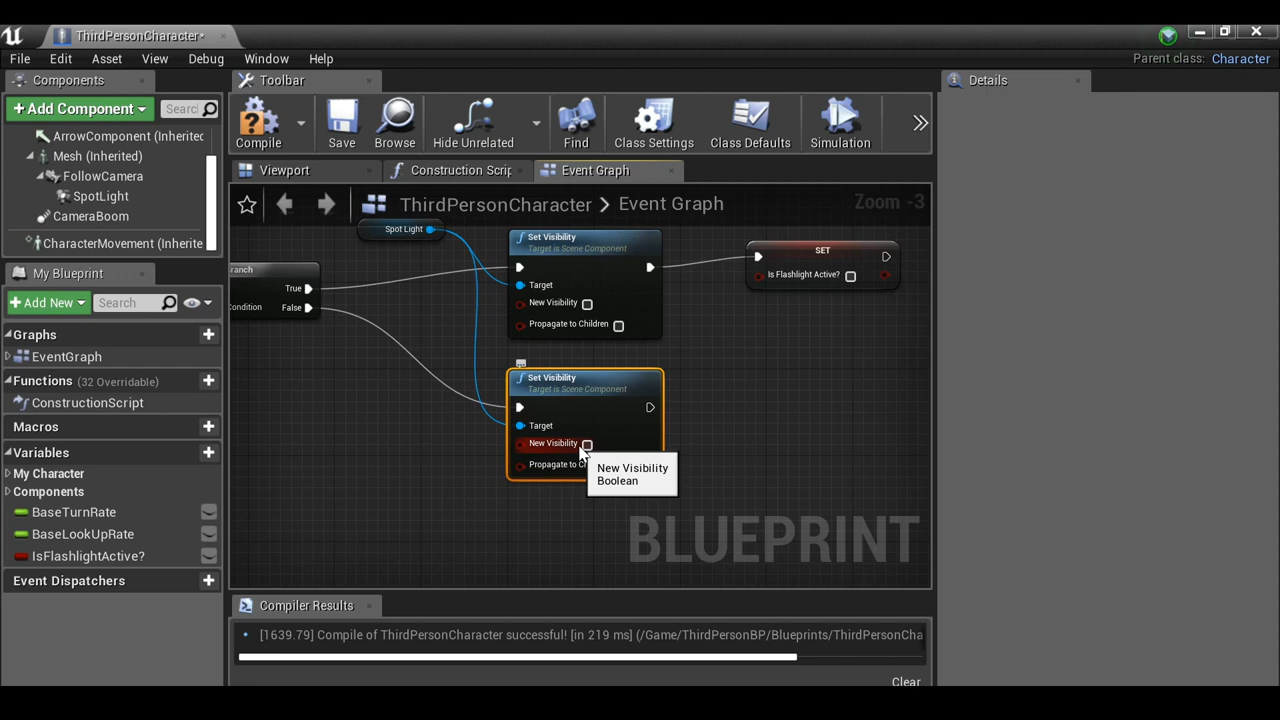 ThirdPersonCharacter*
File Edit Asset View Window Debug Help
Parent class: Character
Components
+ Add Component
Searc
ArrowComponent (Inheritec
Mesh (Inherited)
FollowCamera
SpotLight
CameraBoom
CharacterMovement (Inherite
My Blueprint
+ Add New
Search
Graphs
EventGraph
Functions (32 Overridable)
ConstructionScript
Macros
Variables
My Character
Components
BaseTurnRate
BaseLookUpRate
IsFlashlightActive?
Event Dispatchers
Toolbar
Compile Save Browse Hide Unrelated Find Class Settings Class Defaults Simulation
Viewport
Construction Scrip
Event Graph
ThirdPersonCharacter > Event Graph
Zoom -3
Spot Light
ranch
True
ondition False
Set Visibility
Target is Scene Component
Target
New Visibility
Propagate to Children
SET
Is Flashlight Active?
Set Visibility
Target is Scene Component
Target
New Visibility
Propagate to Cl
New Visibility
Boolean
BLUEPRINT
Compiler Results
[1639.79] Compile of ThirdPersonCharacter successful! [in 219 ms] (/Game/ThirdPersonBP/Blueprints/ThirdPersonCha
Clear
Details